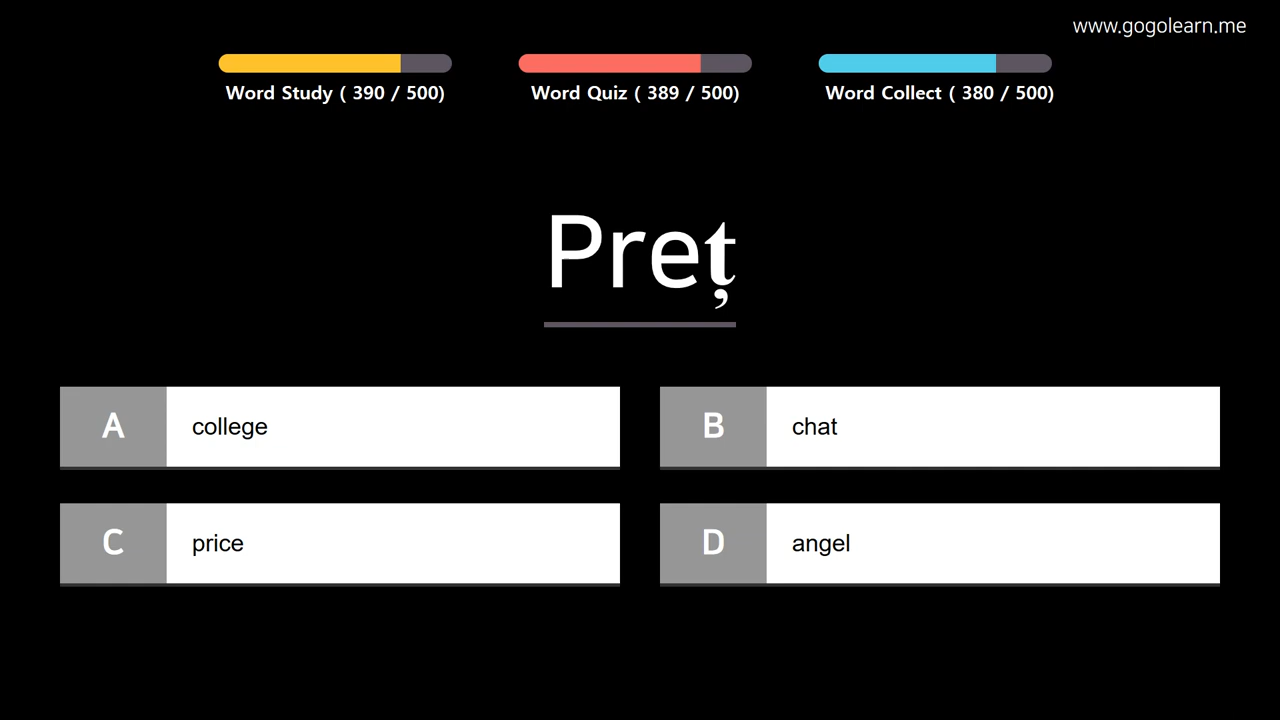 www.gogolearn.me
Word Study ( 390 / 500)
Word Quiz ( 389 / 500)
Word Collect ( 380 / 500)
Preț
A college
B chat
C price
D angel